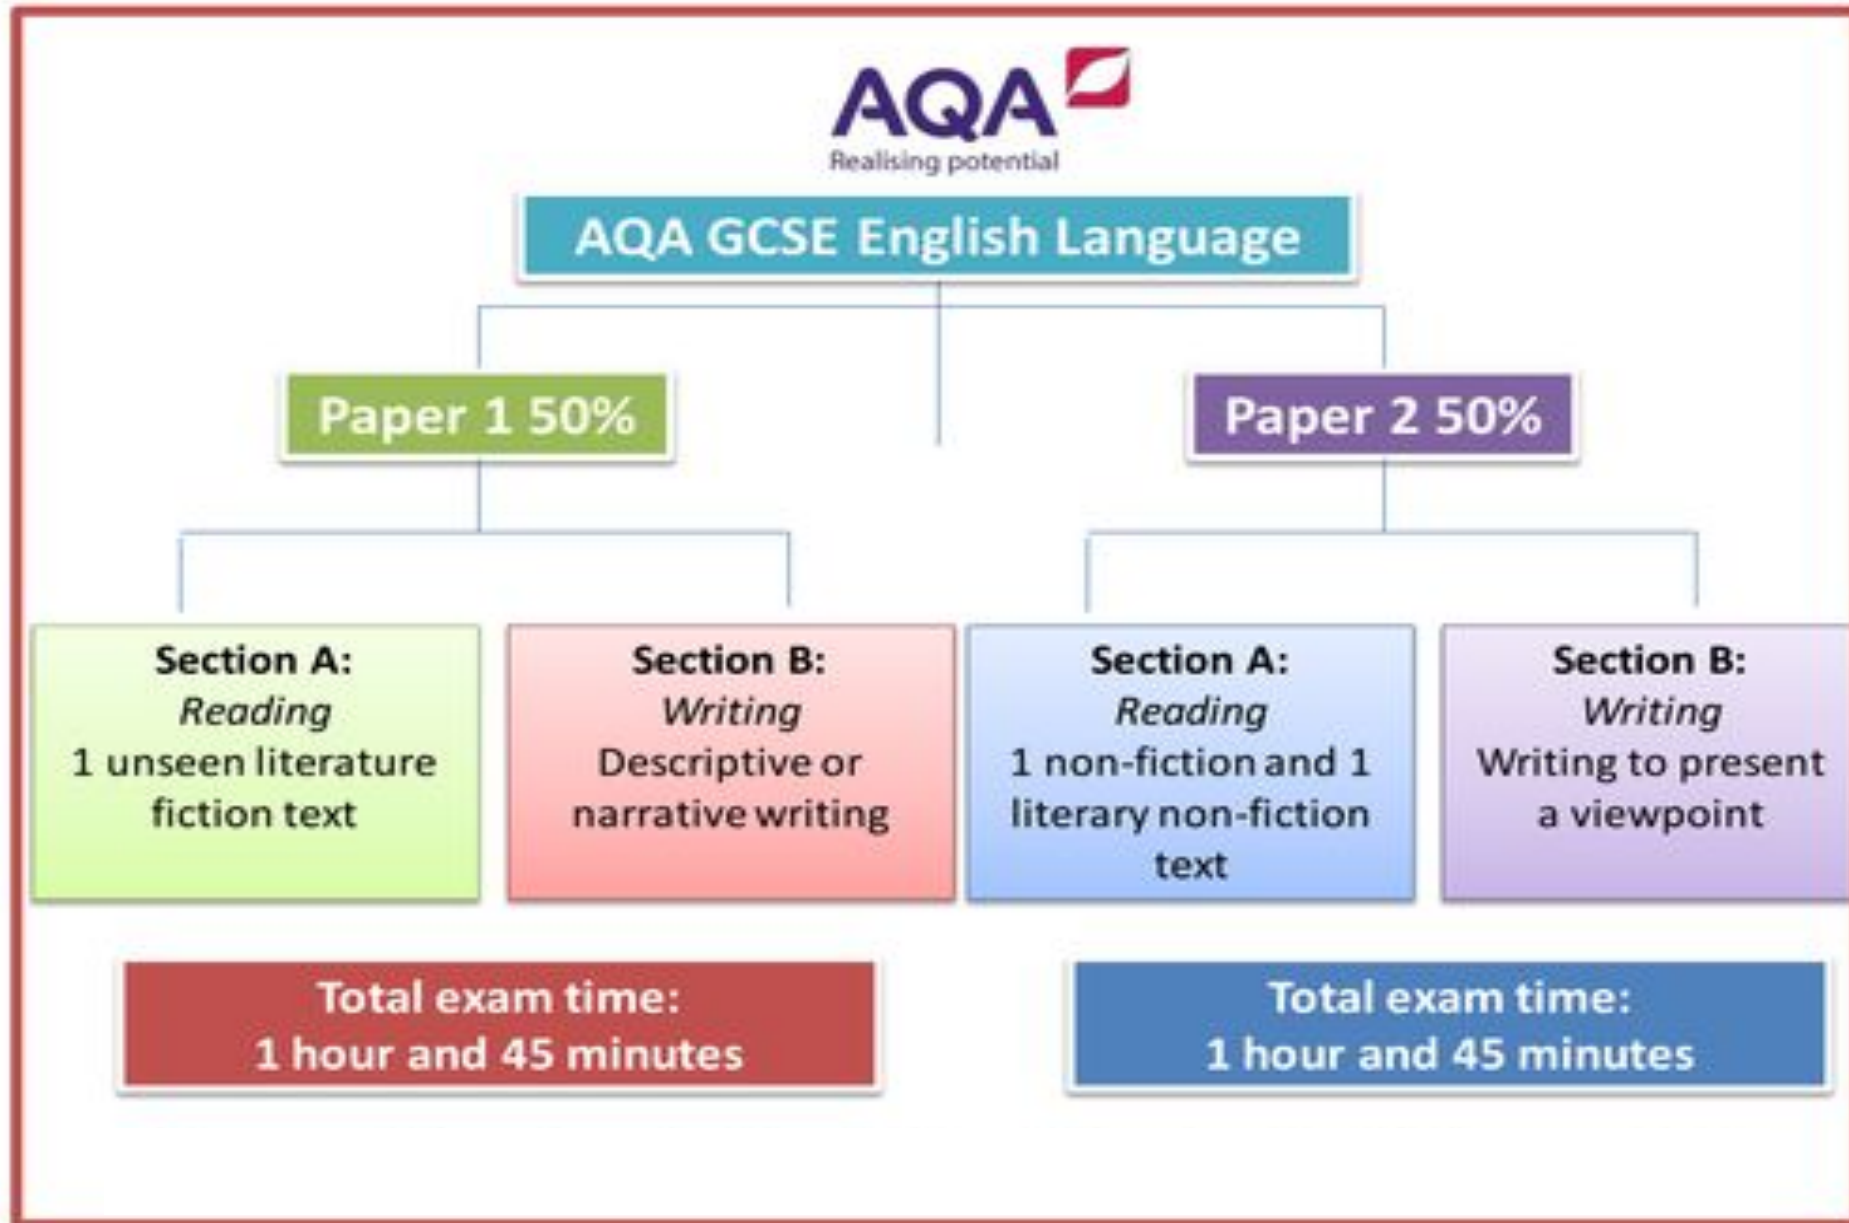 AQA
Realising potential
AQA GCSE English Language
Paper 1 50%
Paper 2 50%
Section A:
Reading
1 unseen literature
fiction text
Section B:
Writing
Descriptive or
narrative writing
Section A:
Reading
1 non-fiction and 1
literary non-fiction
text
Section B:
Writing
Writing to present
a viewpoint
Total exam time:
1 hour and 45 minutes
Total exam time:
1 hour and 45 minutes